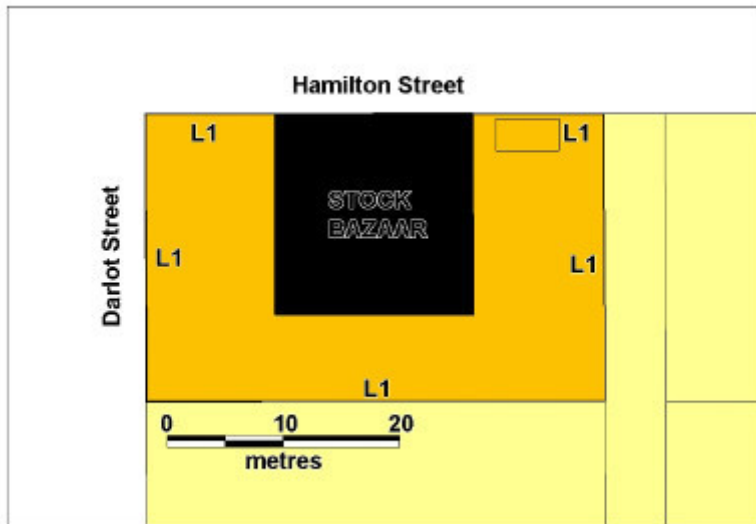 Hamilton Street
L1
L1
STOCK
BAZAAR
Darlot Street
L1
L1
L1
0 10 20
metres